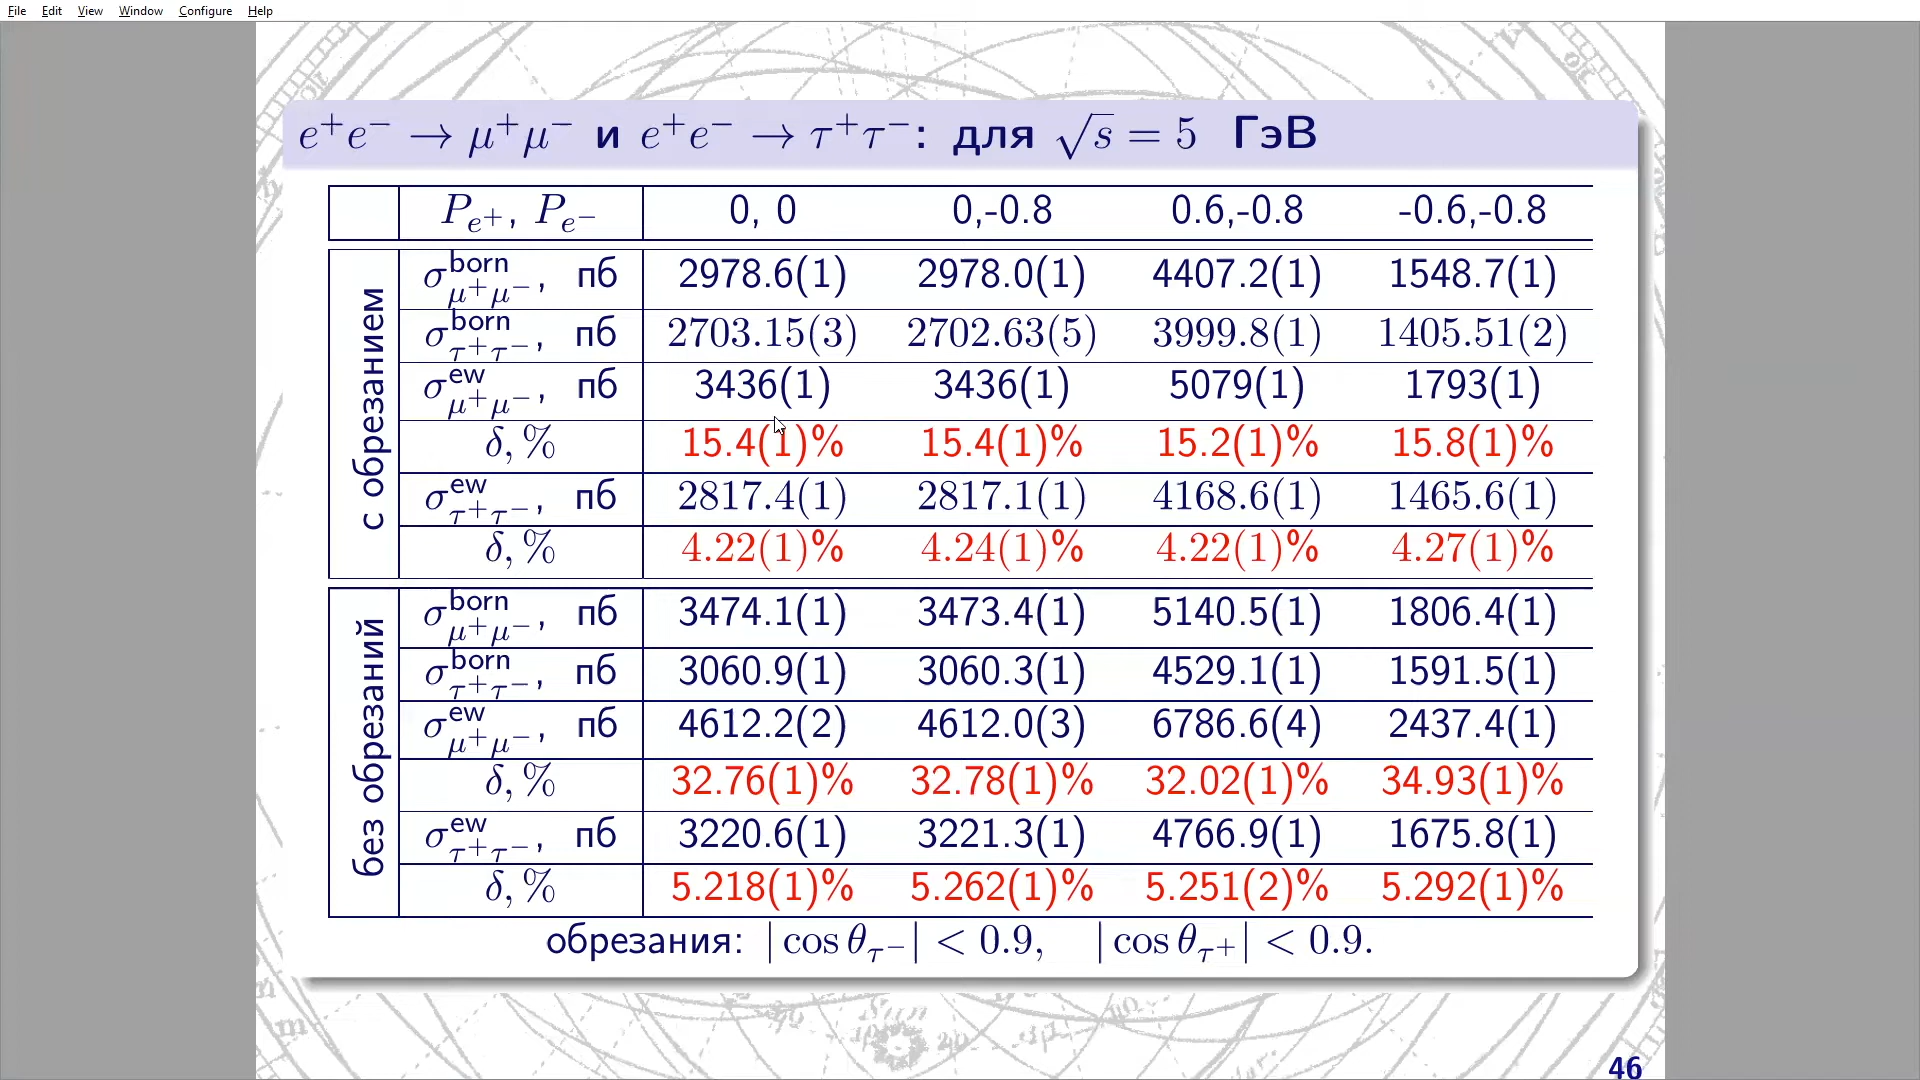 File Edit View Window Configure Help
e⁺e⁻ → μ⁺μ⁻ и e⁺e⁻ → τ⁺τ⁻: для √s = 5 ГэВ
P_{e⁺}, P_{e⁻} 0, 0 0,-0.8 0.6,-0.8 -0.6,-0.8
с обрезанием
σ^{born}_{μ⁺μ⁻}, пб 2978.6(1) 2978.0(1) 4407.2(1) 1548.7(1)
σ^{born}_{τ⁺τ⁻}, пб 2703.15(3) 2702.63(5) 3999.8(1) 1405.51(2)
σ^{ew}_{μ⁺μ⁻}, пб 3436(1) 3436(1) 5079(1) 1793(1)
δ, % 15.4(1)% 15.4(1)% 15.2(1)% 15.8(1)%
σ^{ew}_{τ⁺τ⁻}, пб 2817.4(1) 2817.1(1) 4168.6(1) 1465.6(1)
δ, % 4.22(1)% 4.24(1)% 4.22(1)% 4.27(1)%
без обрезаний
σ^{born}_{μ⁺μ⁻}, пб 3474.1(1) 3473.4(1) 5140.5(1) 1806.4(1)
σ^{born}_{τ⁺τ⁻}, пб 3060.9(1) 3060.3(1) 4529.1(1) 1591.5(1)
σ^{ew}_{μ⁺μ⁻}, пб 4612.2(2) 4612.0(3) 6786.6(4) 2437.4(1)
δ, % 32.76(1)% 32.78(1)% 32.02(1)% 34.93(1)%
σ^{ew}_{τ⁺τ⁻}, пб 3220.6(1) 3221.3(1) 4766.9(1) 1675.8(1)
δ, % 5.218(1)% 5.262(1)% 5.251(2)% 5.292(1)%
обрезания: |cos θ_{τ⁻}| < 0.9, |cos θ_{τ⁺}| < 0.9.
46